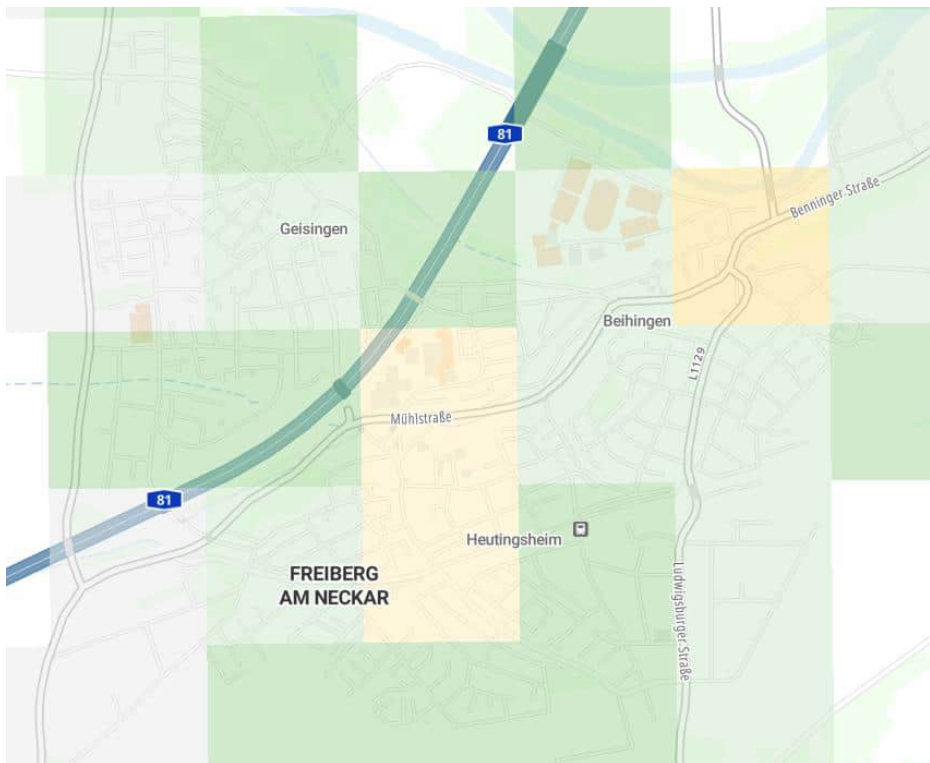 81
Benninger Straße
Geisingen
Beihingen
L1129
Mühlstraße
81
Heutingsheim
FREIBERG
AM NECKAR
Ludwigsburger Straße